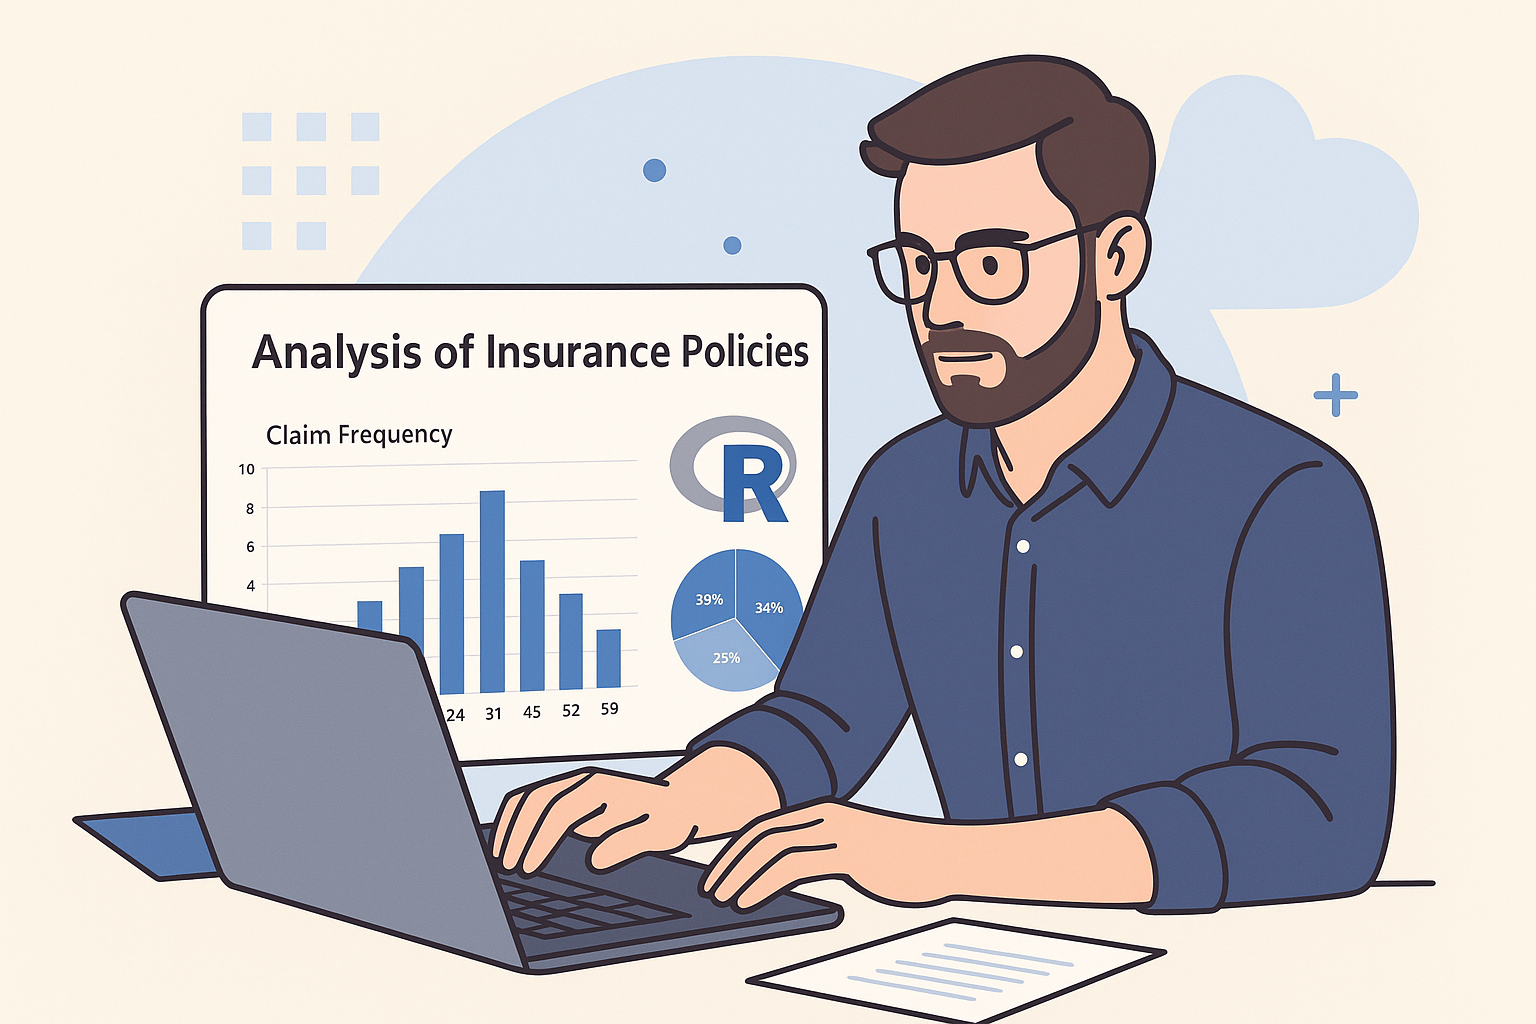 Analysis of Insurance Policies
Claim Frequency
10
8
6
4
24 31 45 52 59
R
39%
34%
25%